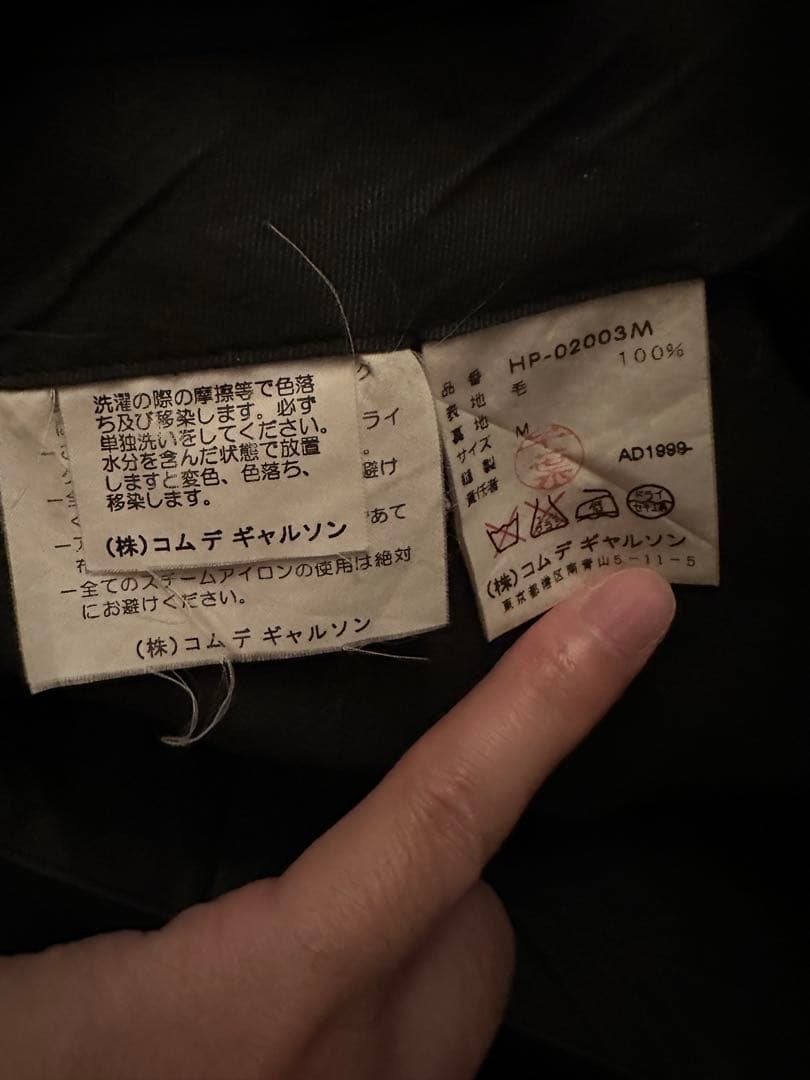 洗濯の際の摩擦等で色落
ち及び移染します。必ず
単独洗いをしてください。
水分を含んだ状態で放置
しますと変色、色落ち、
移染します。
(株)コム デ ギャルソン
ライ
。
避け
あて
一全てのスチームアイロンの使用は絶対
にお避けください。
(株)コム デ ギャルソン
品番 HP-02003M
表地 毛 100%
裏地
サイズ M
縫製
責任者
AD1999
ドライ
セキユ系
(株)コム デ ギャルソン
東京都港区南青山5-11-5